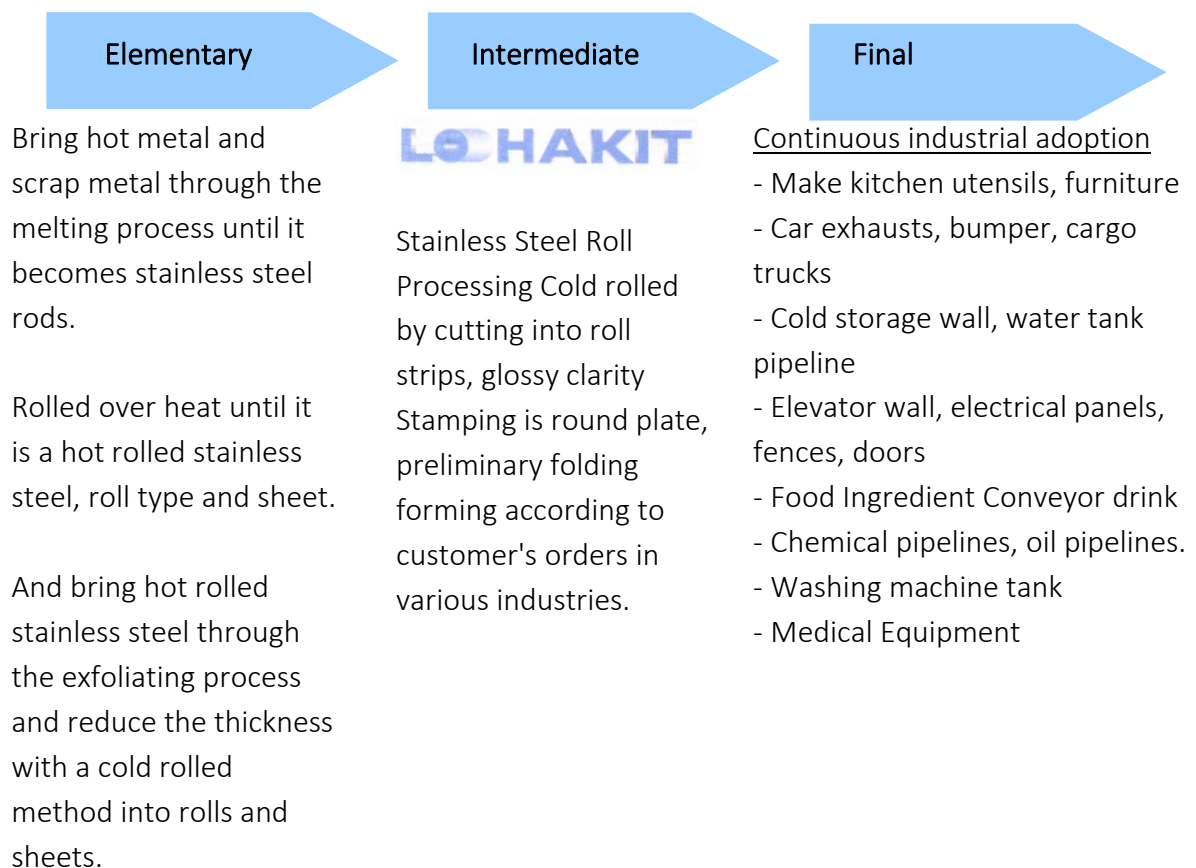 Elementary
Intermediate
Final
Bring hot metal and
scrap metal through the
melting process until it
becomes stainless steel
rods.
Rolled over heat until it
is a hot rolled stainless
steel, roll type and sheet.
And bring hot rolled
stainless steel through
the exfoliating process
and reduce the thickness
with a cold rolled
method into rolls and
sheets.
LOHAKIT
Stainless Steel Roll
Processing Cold rolled
by cutting into roll
strips, glossy clarity
Stamping is round plate,
preliminary folding
forming according to
customer's orders in
various industries.
Continuous industrial adoption
- Make kitchen utensils, furniture
- Car exhausts, bumper, cargo
trucks
- Cold storage wall, water tank
pipeline
- Elevator wall, electrical panels,
fences, doors
- Food Ingredient Conveyor drink
- Chemical pipelines, oil pipelines.
- Washing machine tank
- Medical Equipment